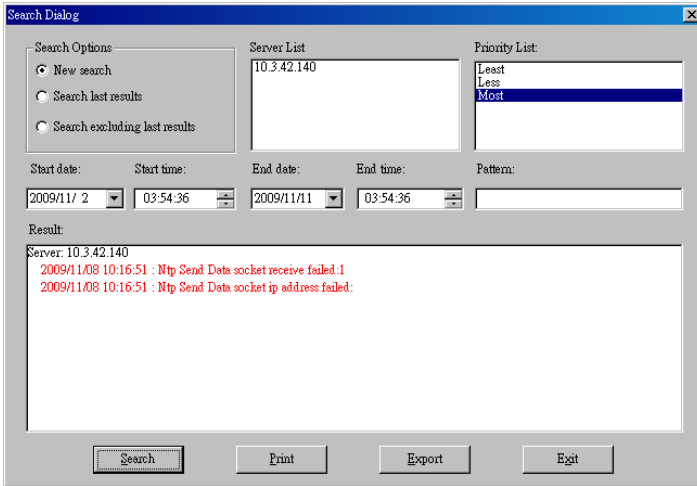 Search Dialog
Search Options
New search
Search last results
Search excluding last results
Server List
10.3.42.140
Priority List:
Least
Less
Most
Start date:
Start time:
End date:
End time:
Pattern:
2009/11/ 2
03:54:36
2009/11/11
03:54:36
Result:
Server: 10.3.42.140
2009/11/08 10:16:51 : Ntp Send Data socket receive failed:1
2009/11/08 10:16:51 : Ntp Send Data socket ip address failed:
Search
Print
Export
Exit